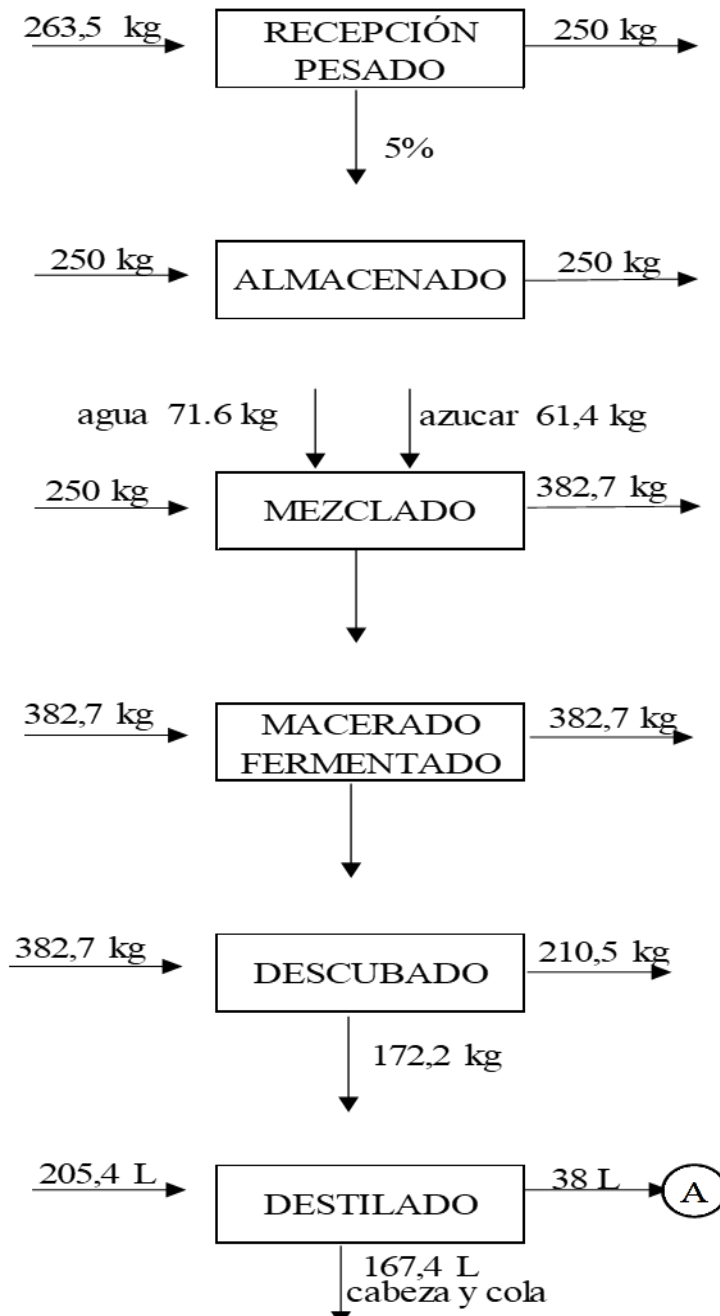 263,5 kg
RECEPCIÓN
PESADO
250 kg
5%
250 kg
ALMACENADO
250 kg
agua 71.6 kg
azucar 61,4 kg
250 kg
MEZCLADO
382,7 kg
382,7 kg
MACERADO
FERMENTADO
382,7 kg
382,7 kg
DESCUBADO
210,5 kg
172,2 kg
205,4 L
DESTILADO
38 L
A
167,4 L
cabeza y cola